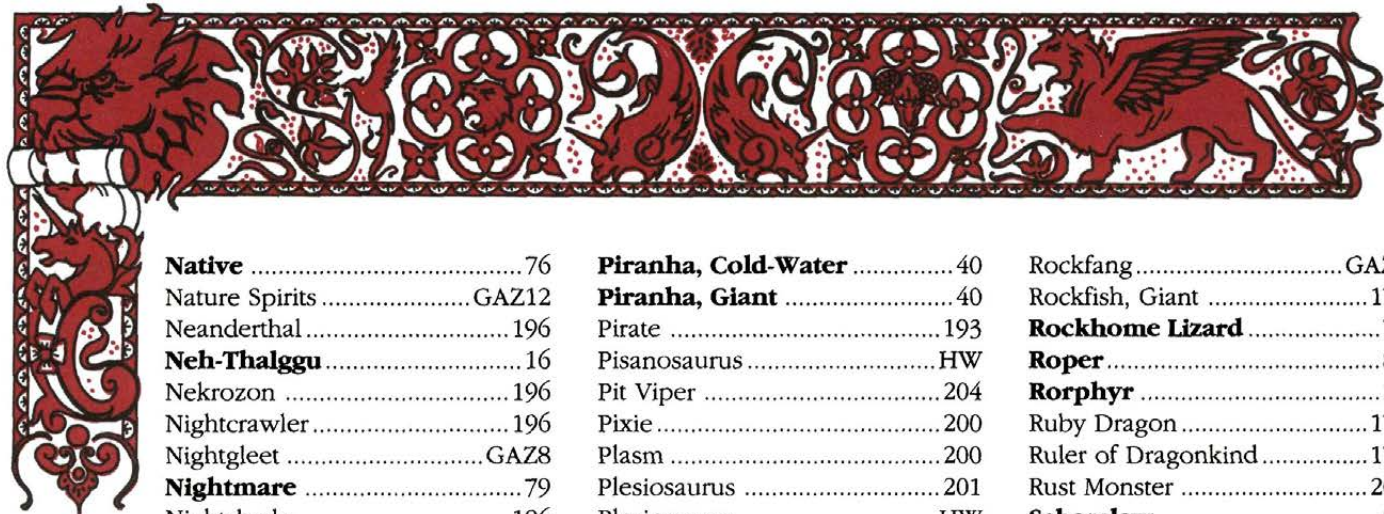 Native ........ 76
Nature Spirits ........ GAZ12
Neanderthal ........ 196
Neh-Thalggu ........ 16
Nekrozon ........ 196
Nightcrawler ........ 196
Nightgleet ........ GAZ8
Nightmare ........ 79
Piranha, Cold-Water ........ 40
Piranha, Giant ........ 40
Pirate ........ 193
Pisanosaurus ........ HW
Pit Viper ........ 204
Pixie ........ 200
Plasm ........ 200
Plesiosaurus ........ 201
Rockfang ........
Rockfish, Giant ........
Rockhome Lizard ........
Roper ........
Rorphyr ........
Ruby Dragon ........
Ruler of Dragonkind ........
Rust Monster ........